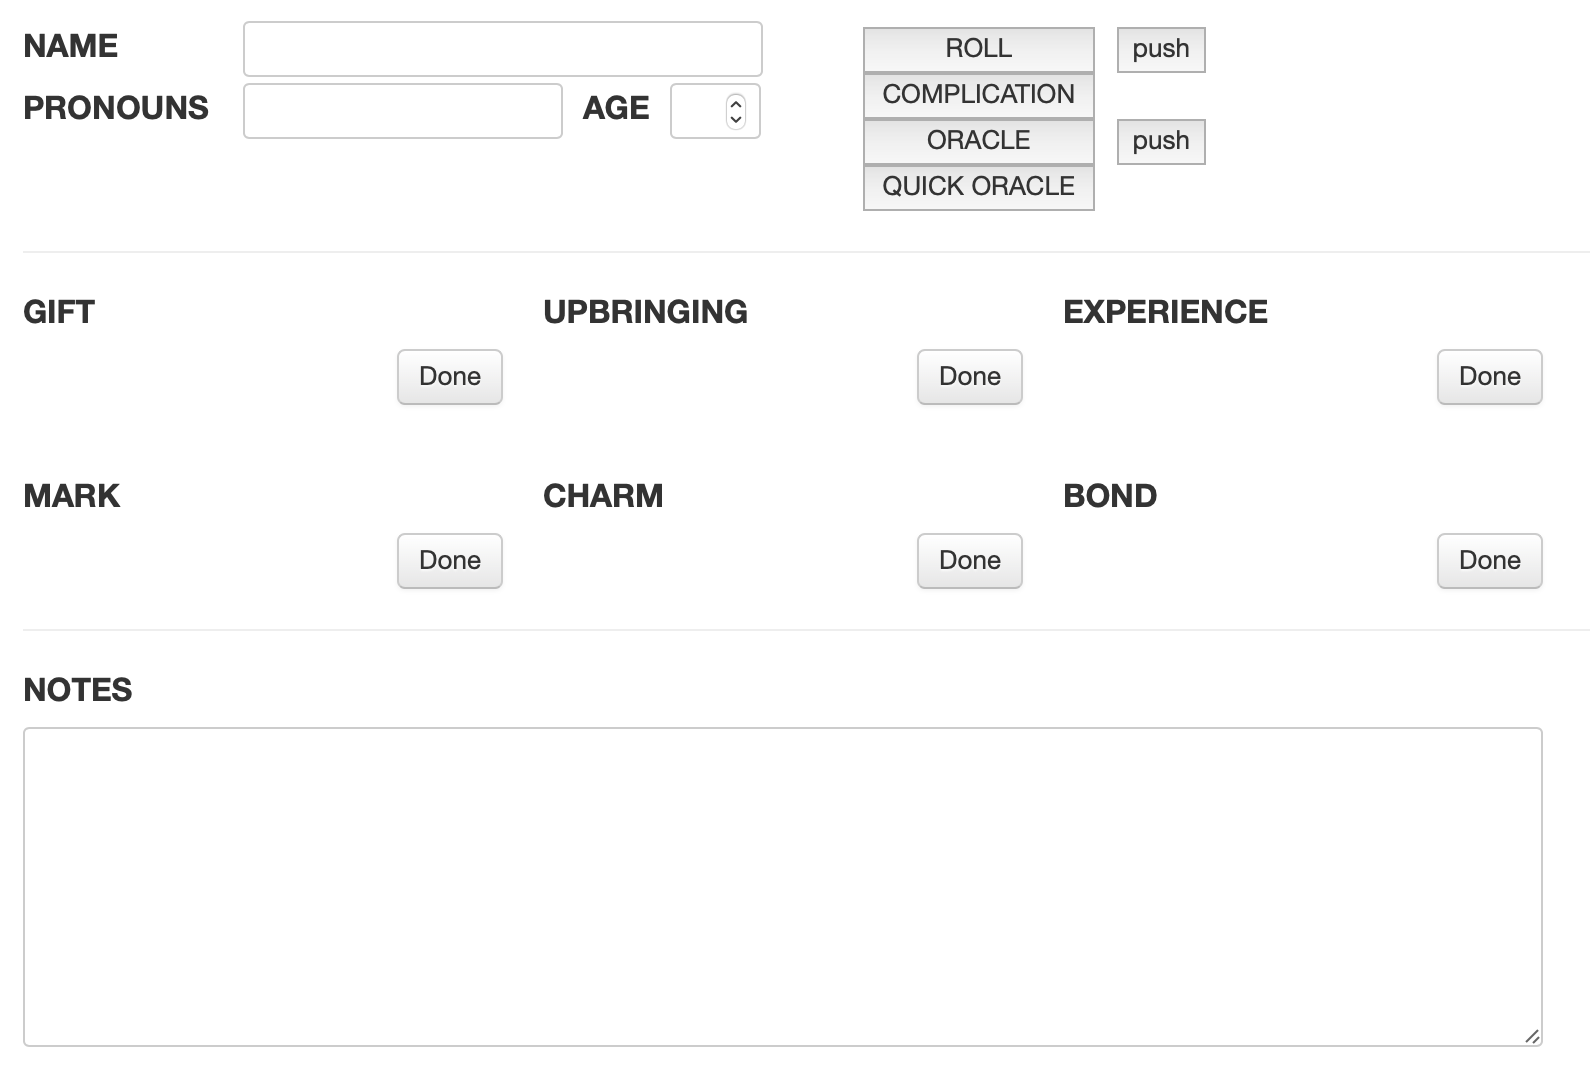 NAME
PRONOUNS AGE
ROLL push
COMPLICATION
ORACLE push
QUICK ORACLE
GIFT UPBRINGING EXPERIENCE
Done Done Done
MARK CHARM BOND
Done Done Done
NOTES